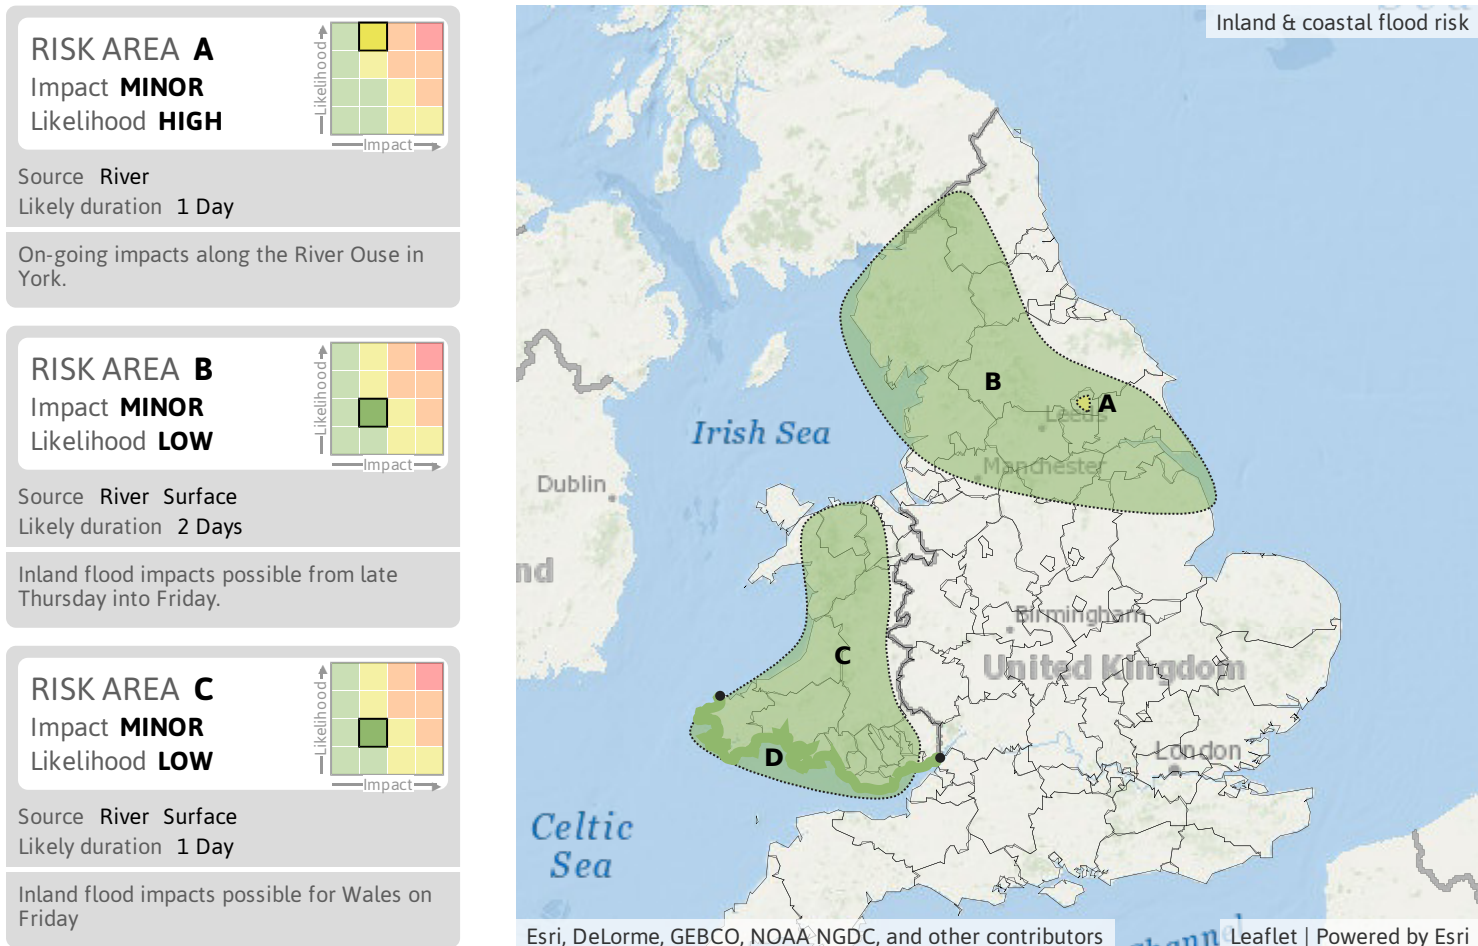 RISK AREA A
Impact MINOR
Likelihood HIGH
Likelihood
Impact
Source River
Likely duration 1 Day
On-going impacts along the River Ouse in
York.
RISK AREA B
Impact MINOR
Likelihood LOW
Likelihood
Impact
Source River Surface
Likely duration 2 Days
Inland flood impacts possible from late
Thursday into Friday.
RISK AREA C
Impact MINOR
Likelihood LOW
Likelihood
Impact
Source River Surface
Likely duration 1 Day
Inland flood impacts possible for Wales on
Friday
Inland & coastal flood risk
B
A
Leeds
Irish Sea
Manchester
Dublin
nd
Birmingham
C
United Kingdom
D
London
Celtic
Sea
Esri, DeLorme, GEBCO, NOAA NGDC, and other contributors
Leaflet | Powered by Esri